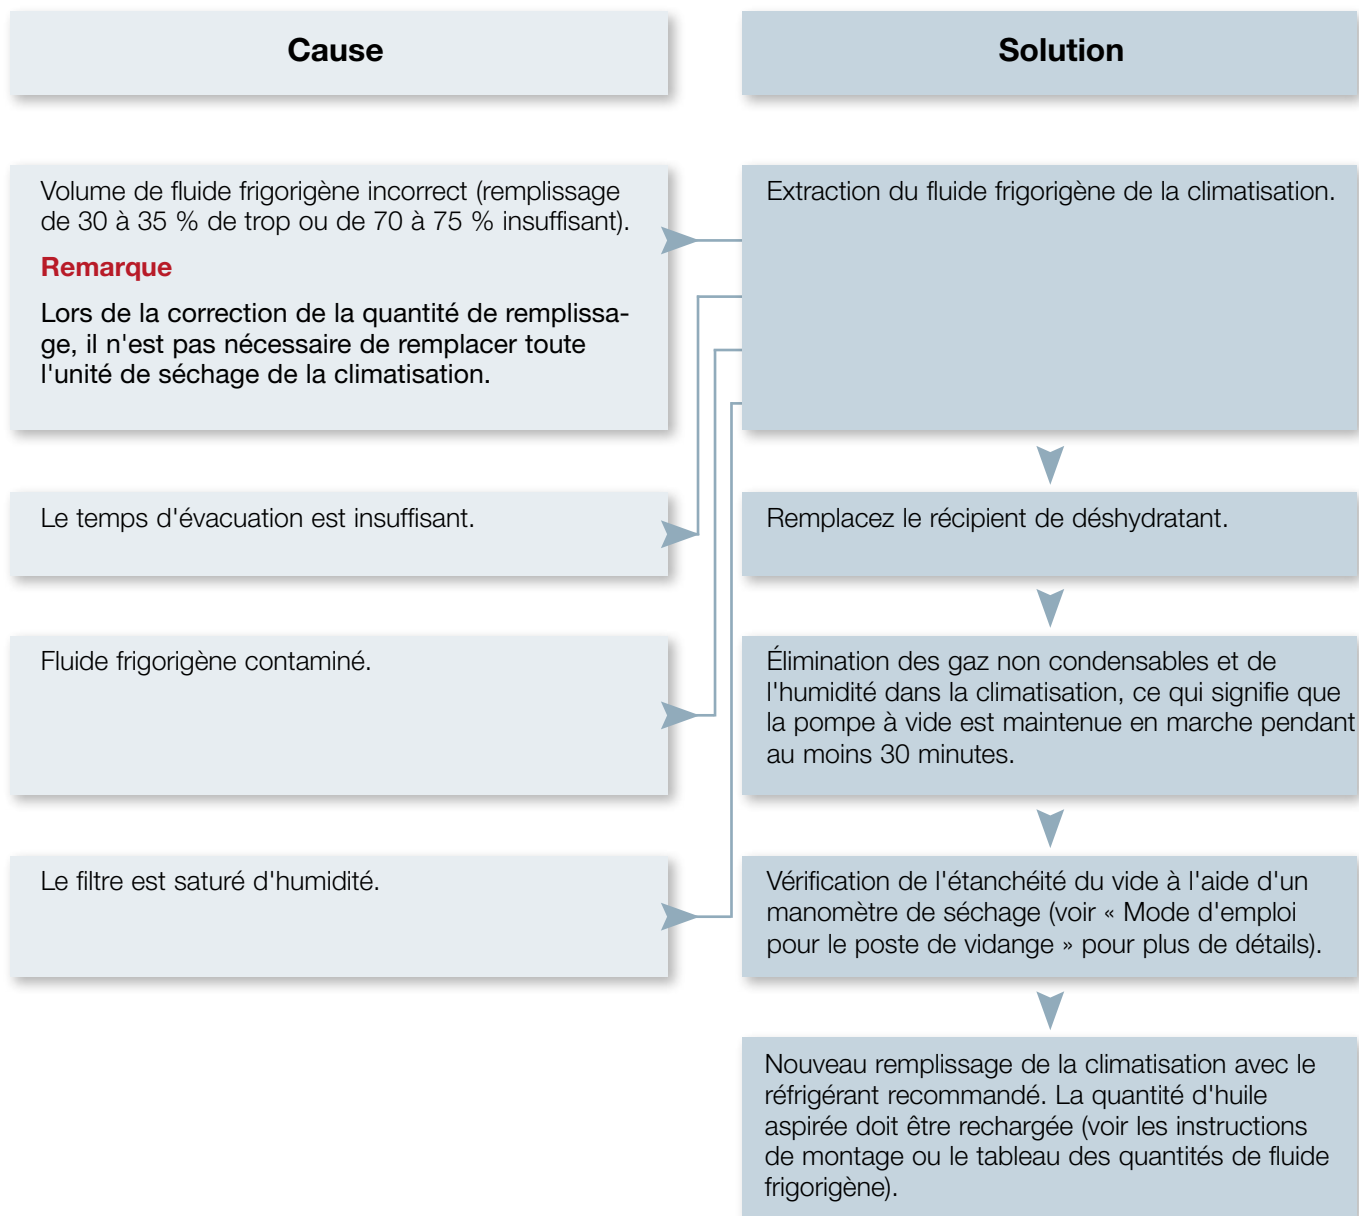 Cause
Solution
Volume de fluide frigorigène incorrect (remplissage
de 30 à 35 % de trop ou de 70 à 75 % insuffisant).
Remarque
Lors de la correction de la quantité de remplissa-
ge, il n'est pas nécessaire de remplacer toute
l'unité de séchage de la climatisation.
Extraction du fluide frigorigène de la climatisation.
Le temps d'évacuation est insuffisant.
Remplacez le récipient de déshydratant.
Fluide frigorigène contaminé.
Élimination des gaz non condensables et de
l'humidité dans la climatisation, ce qui signifie que
la pompe à vide est maintenue en marche pendant
au moins 30 minutes.
Le filtre est saturé d'humidité.
Vérification de l'étanchéité du vide à l'aide d'un
manomètre de séchage (voir « Mode d'emploi
pour le poste de vidange » pour plus de détails).
Nouveau remplissage de la climatisation avec le
réfrigérant recommandé. La quantité d'huile
aspirée doit être rechargée (voir les instructions
de montage ou le tableau des quantités de fluide
frigorigène).